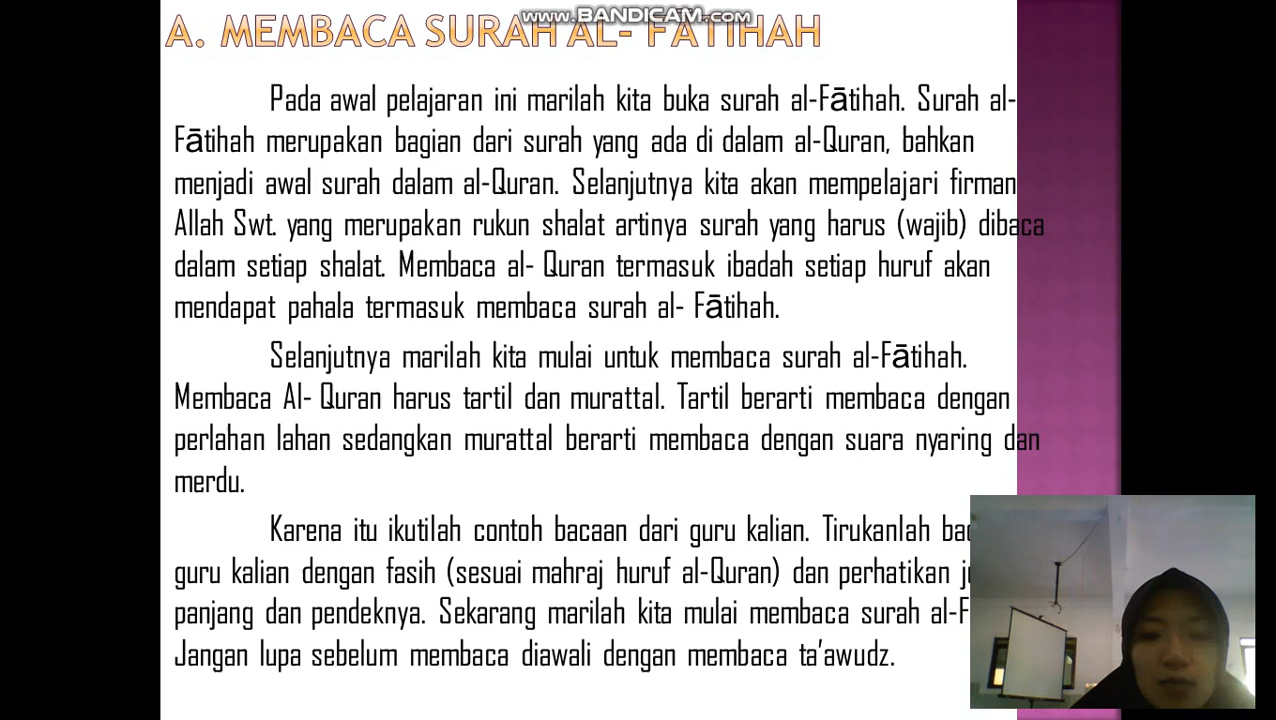 www.BANDICAM.com
A. MEMBACA SURAH AL- FĀTIHAH
Pada awal pelajaran ini marilah kita buka surah al-Fātihah. Surah al-
Fātihah merupakan bagian dari surah yang ada di dalam al-Quran, bahkan
menjadi awal surah dalam al-Quran. Selanjutnya kita akan mempelajari firman
Allah Swt. yang merupakan rukun shalat artinya surah yang harus (wajib) dibaca
dalam setiap shalat. Membaca al- Quran termasuk ibadah setiap huruf akan
mendapat pahala termasuk membaca surah al- Fātihah.
Selanjutnya marilah kita mulai untuk membaca surah al-Fātihah.
Membaca Al- Quran harus tartil dan murattal. Tartil berarti membaca dengan
perlahan lahan sedangkan murattal berarti membaca dengan suara nyaring dan
merdu.
Karena itu ikutilah contoh bacaan dari guru kalian. Tirukanlah
guru kalian dengan fasih (sesuai mahraj huruf al-Quran) dan perhatikan
panjang dan pendeknya. Sekarang marilah kita mulai membaca surah al-F
Jangan lupa sebelum membaca diawali dengan membaca ta'awudz.